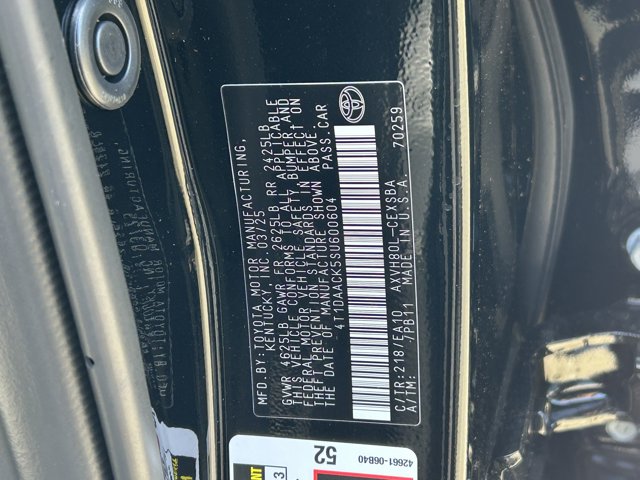 MFD.BY:TOYOTA MOTOR MANUFACTURING,
KENTUCKY, INC 03/25
GVWR 4625LB GAWR FR 2625LB RR 2425LB
THIS VEHICLE CONFORMS TO ALL APPLICABLE
FEDERAL MOTOR VEHICLE SAFETY, BUMPER, AND
THEFT PREVENTION STANDARDS IN EFFECT ON
THE DATE OF MANUFACTURE SHOWN ABOVE.
4T1DAACK5SU600604 PASS.CAR
C/TR:218/EA10 AXVH80L-CEXSBA
A/TM: -/PB11 MADE IN U.S.A. 70259
52
42661-06B40